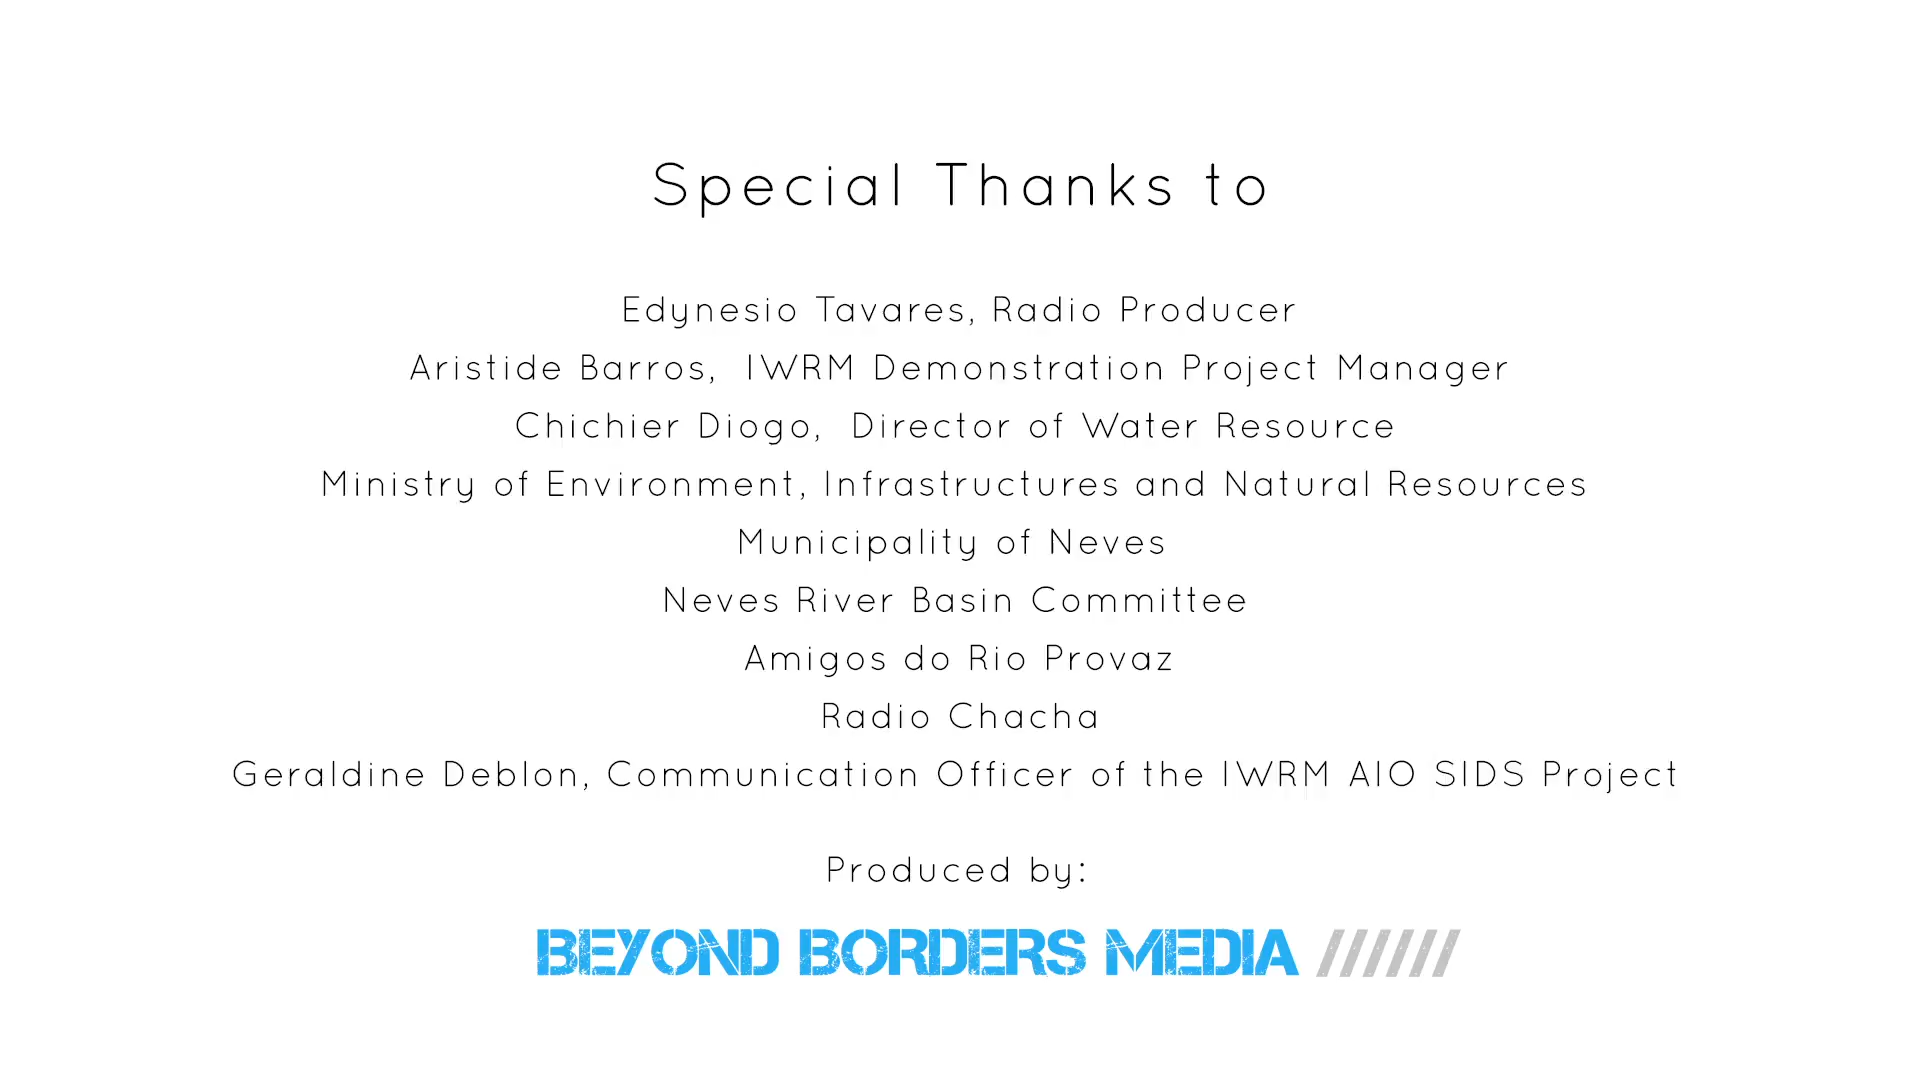 Special Thanks to
Edynesio Tavares, Radio Producer
Aristide Barros, IWRM Demonstration Project Manager
Chichier Diogo, Director of Water Resource
Ministry of Environment, Infrastructures and Natural Resources
Municipality of Neves
Neves River Basin Committee
Amigos do Rio Provaz
Radio Chacha
Geraldine Deblon, Communication Officer of the IWRM AIO SIDS Project
Produced by:
BEYOND BORDERS MEDIA //////